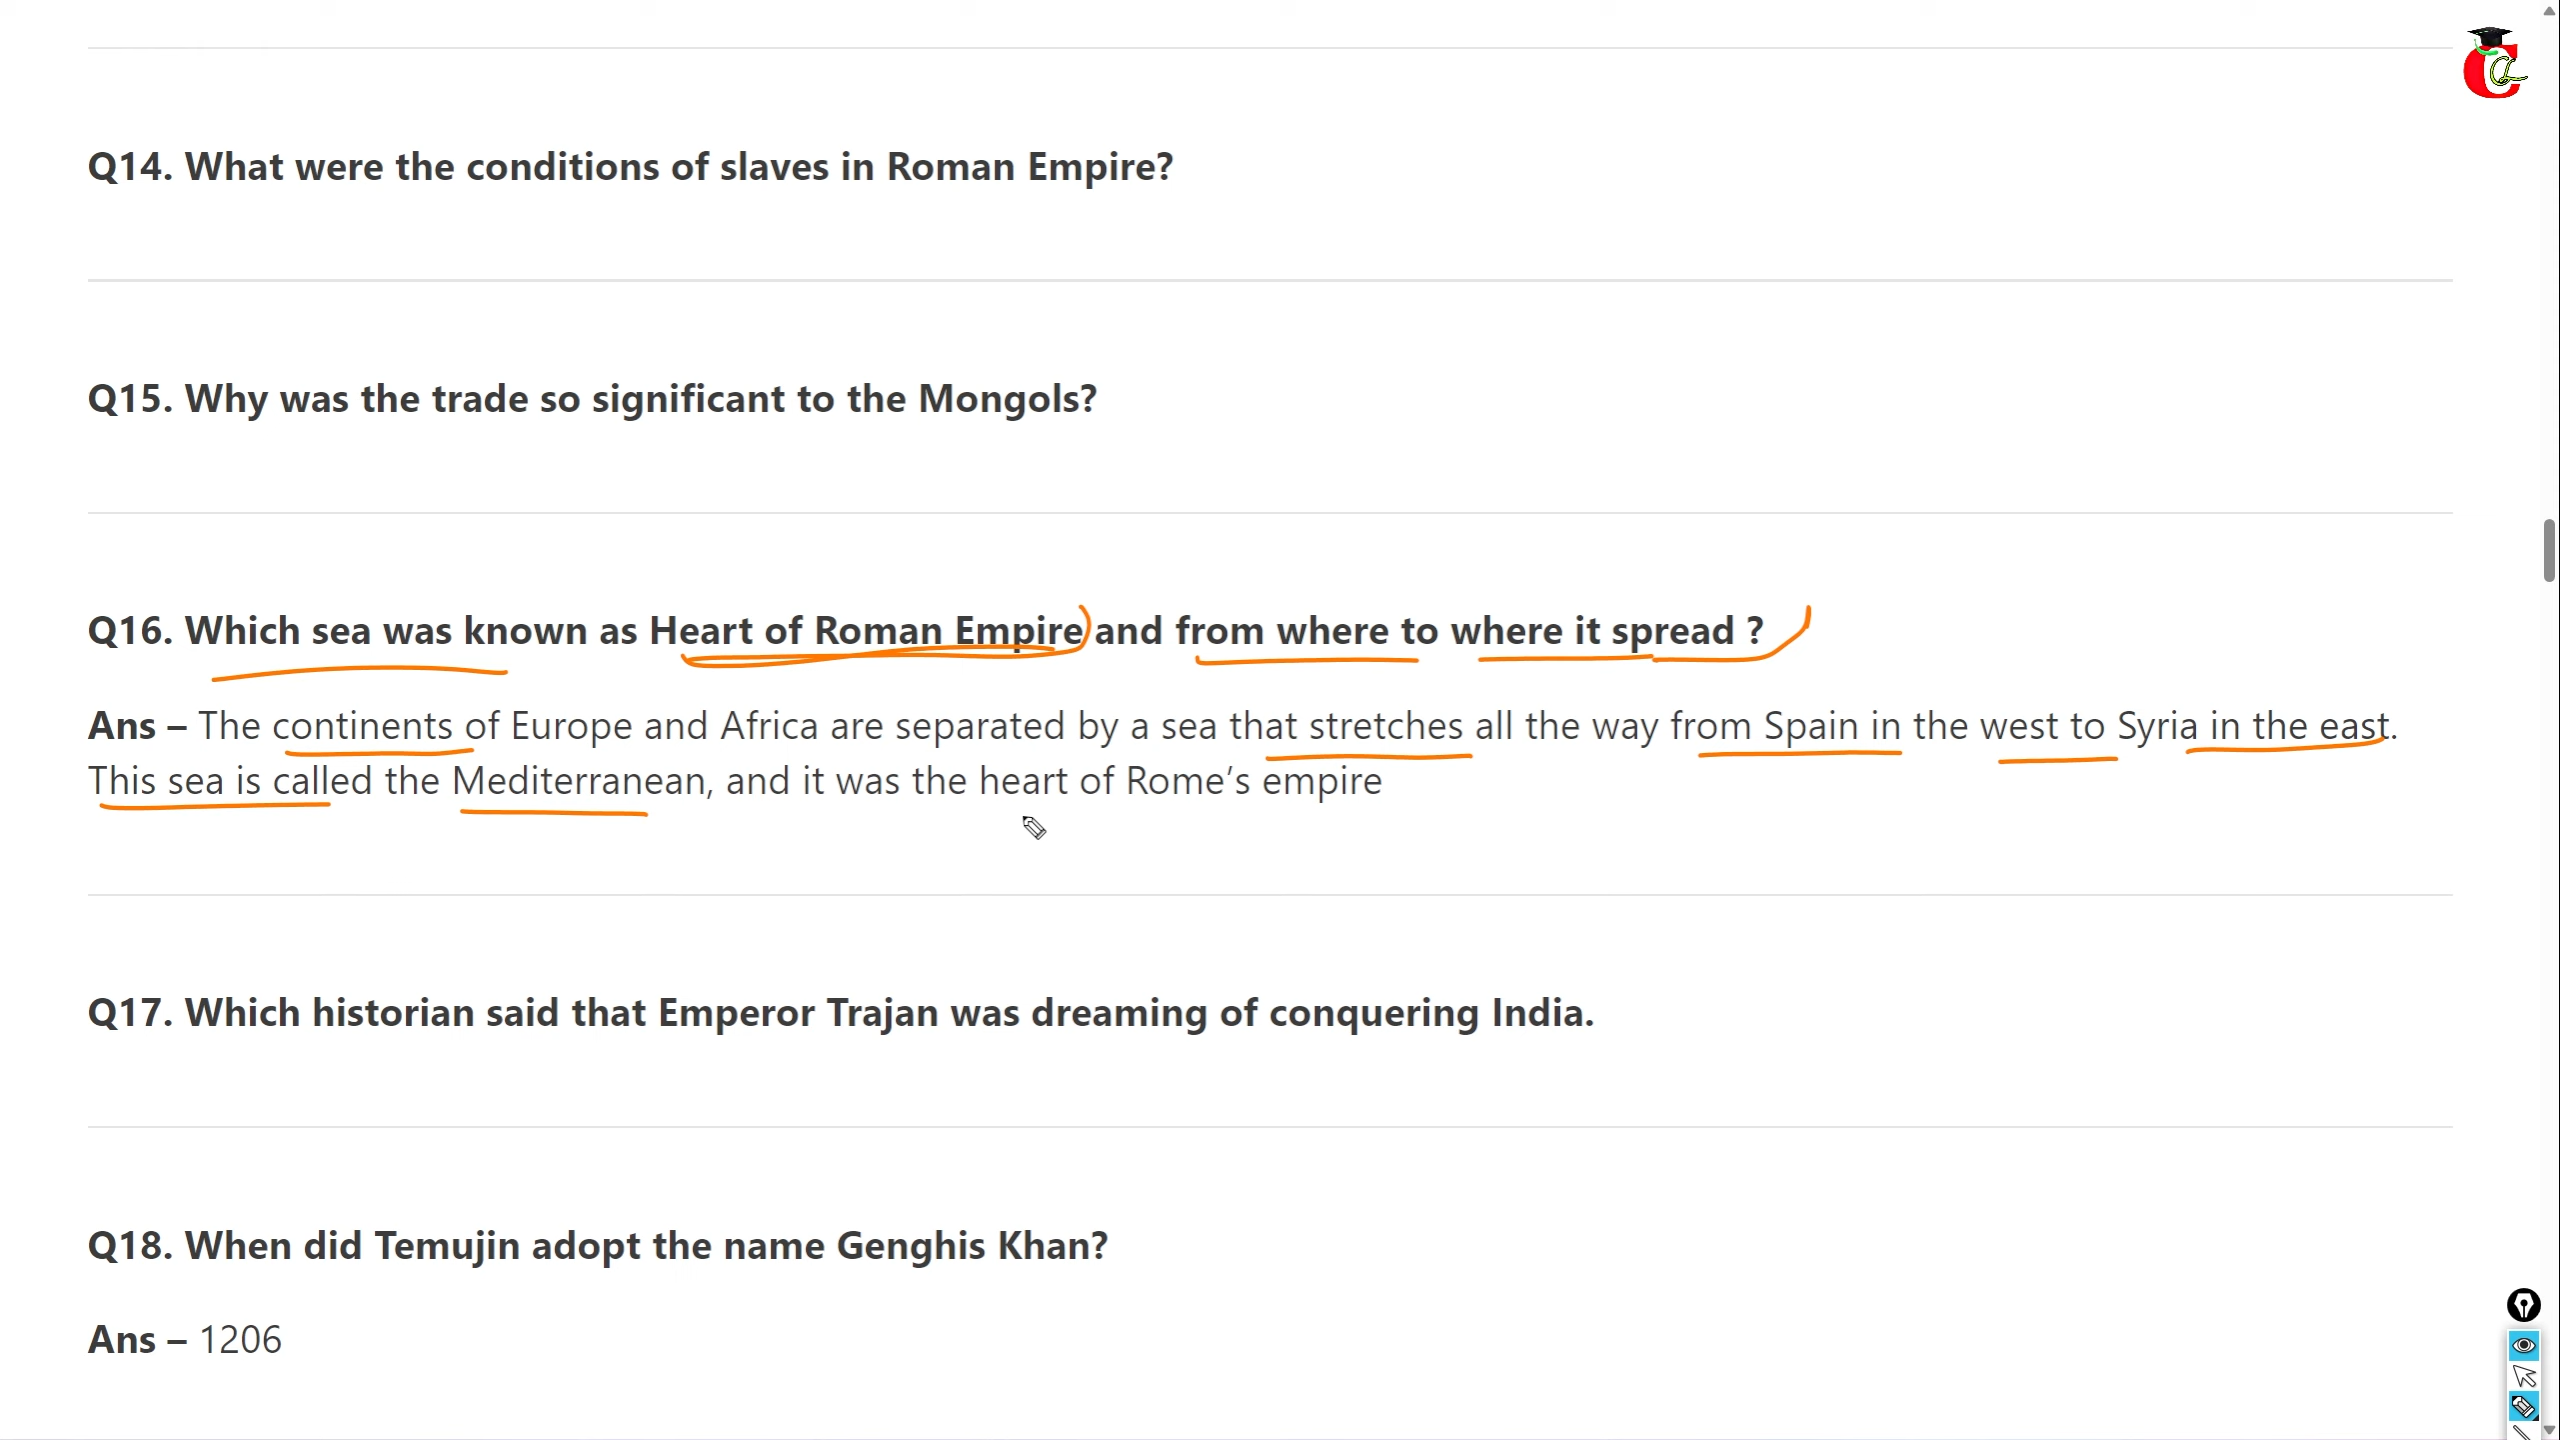 Q14. What were the conditions of slaves in Roman Empire?
Q15. Why was the trade so significant to the Mongols?
Q16. Which sea was known as Heart of Roman Empire and from where to where it spread ?
Ans – The continents of Europe and Africa are separated by a sea that stretches all the way from Spain in the west to Syria in the east.
This sea is called the Mediterranean, and it was the heart of Rome’s empire
Q17. Which historian said that Emperor Trajan was dreaming of conquering India.
Q18. When did Temujin adopt the name Genghis Khan?
Ans – 1206